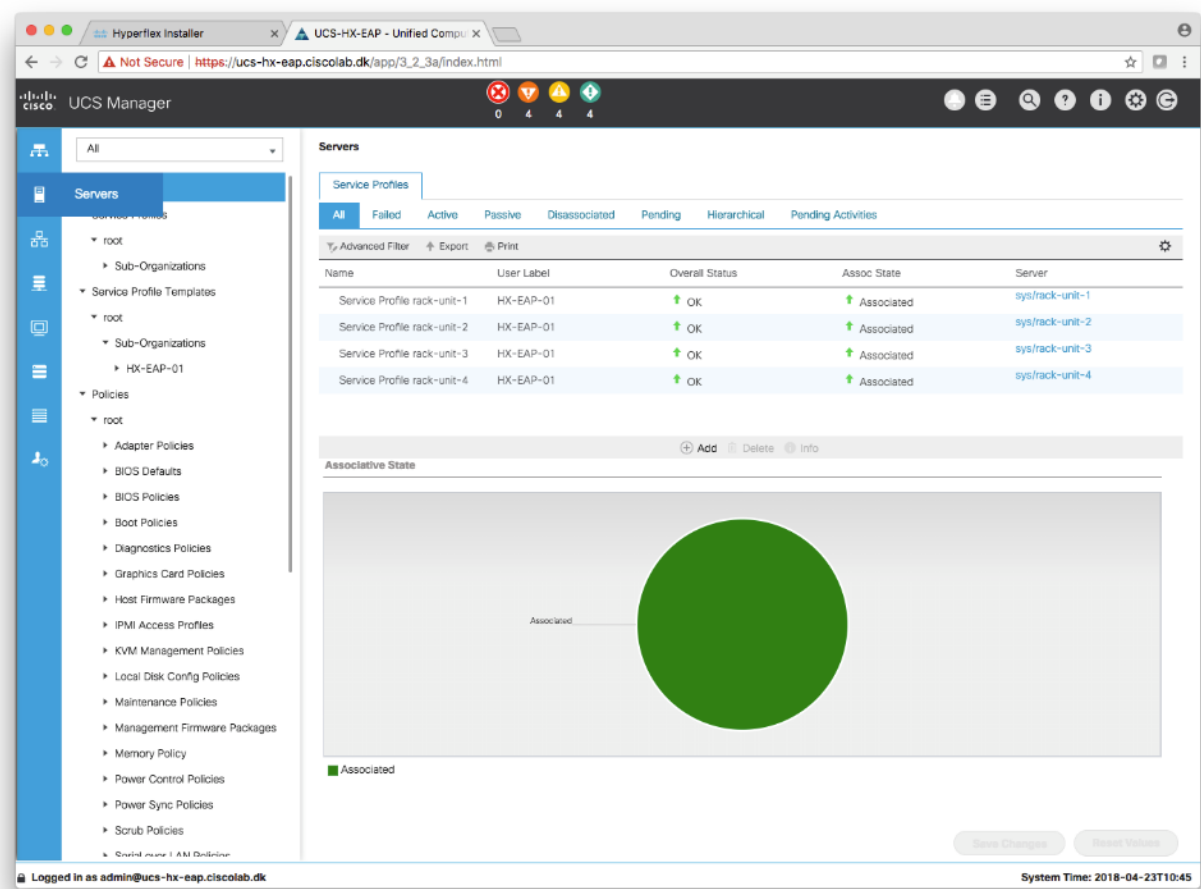 Hyperflex Installer
UCS-HX-EAP - Unified Compu
Not Secure | https://ucs-hx-eap.ciscolab.dk/app/3_2_3a/index.html
cisco UCS Manager
0 4 4 4
All
Servers
Service Profiles
root
Sub-Organizations
Service Profile Templates
root
Sub-Organizations
HX-EAP-01
Policies
root
Adapter Policies
BIOS Defaults
BIOS Policies
Boot Policies
Diagnostics Policies
Graphics Card Policies
Host Firmware Packages
IPMI Access Profiles
KVM Management Policies
Local Disk Config Policies
Maintenance Policies
Management Firmware Packages
Memory Policy
Power Control Policies
Power Sync Policies
Scrub Policies
Serial over LAN Policies
Servers
Service Profiles
All Failed Active Passive Disassociated Pending Hierarchical Pending Activities
Advanced Filter Export Print
Name User Label Overall Status Assoc State Server
Service Profile rack-unit-1 HX-EAP-01 OK Associated sys/rack-unit-1
Service Profile rack-unit-2 HX-EAP-01 OK Associated sys/rack-unit-2
Service Profile rack-unit-3 HX-EAP-01 OK Associated sys/rack-unit-3
Service Profile rack-unit-4 HX-EAP-01 OK Associated sys/rack-unit-4
Add Delete Info
Associative State
Associated
Associated
Save Changes Reset Values
Logged in as admin@ucs-hx-eap.ciscolab.dk
System Time: 2018-04-23T10:45